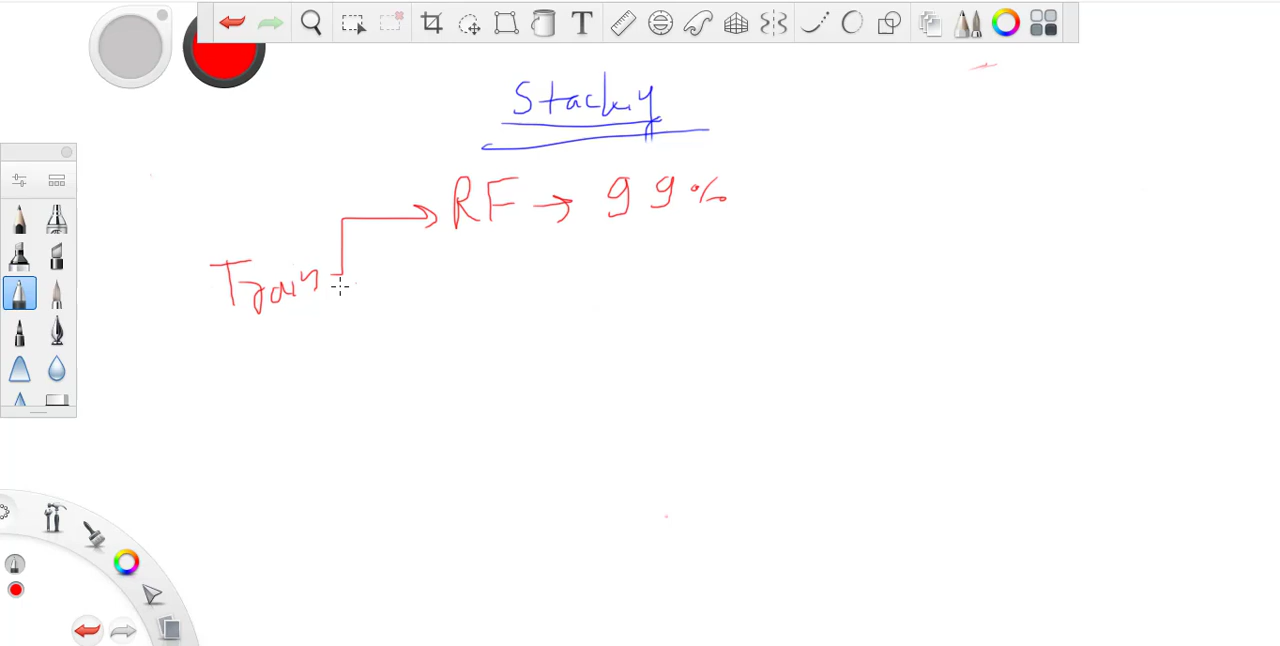 Stacking
RF → 99%
Train